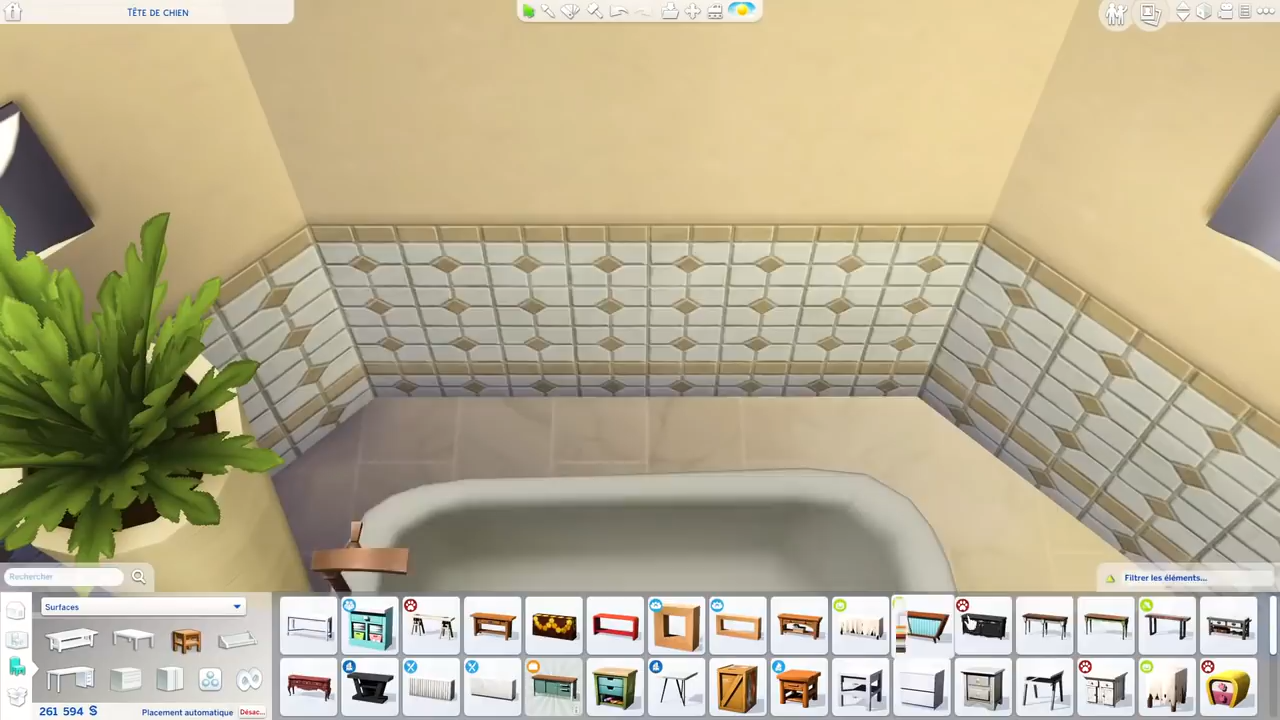 TÊTE DE CHIEN
Rechercher
Filtrer les éléments...
Surfaces
261 594 $
Placement automatique
Désac...